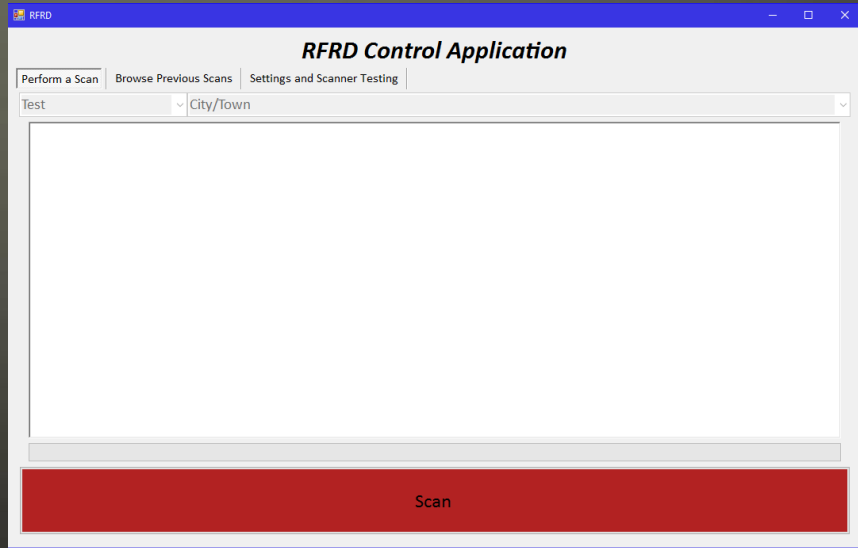 RFRD
RFRD Control Application
Perform a Scan Browse Previous Scans Settings and Scanner Testing
Test City/Town
Scan